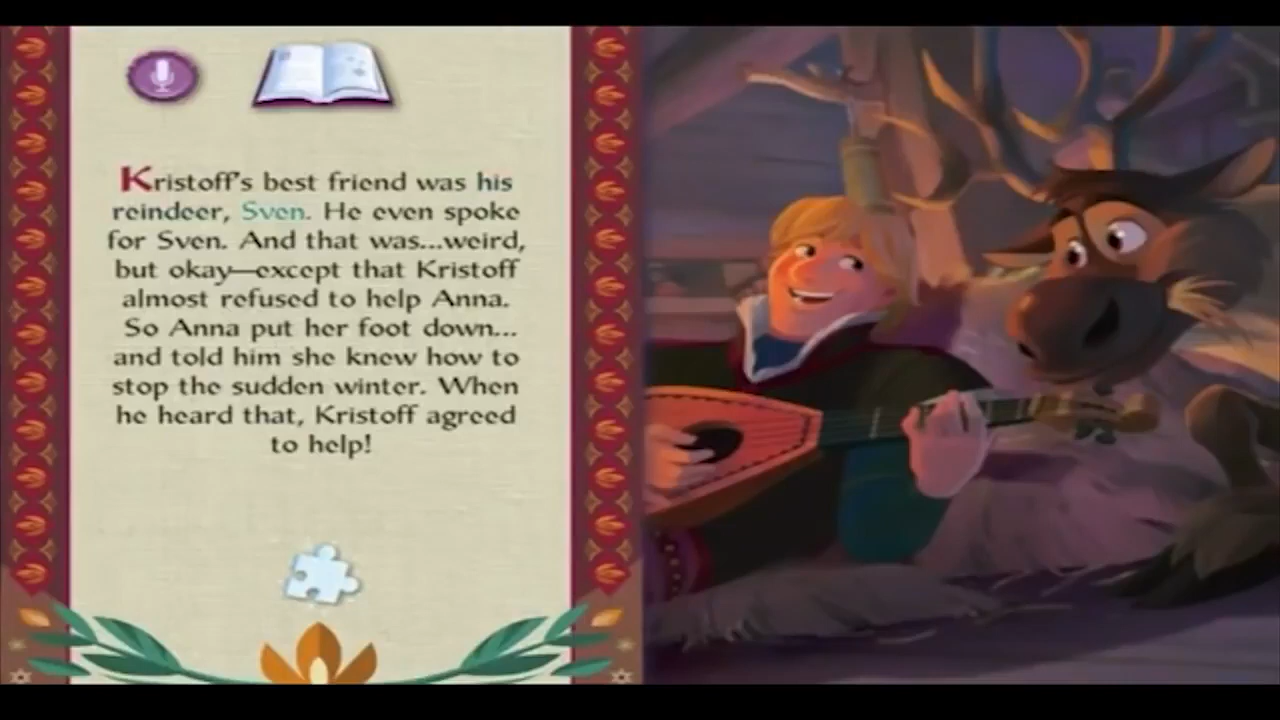 Kristoff's best friend was his
reindeer, Sven. He even spoke
for Sven. And that was...weird,
but okay—except that Kristoff
almost refused to help Anna.
So Anna put her foot down...
and told him she knew how to
stop the sudden winter. When
he heard that, Kristoff agreed
to help!